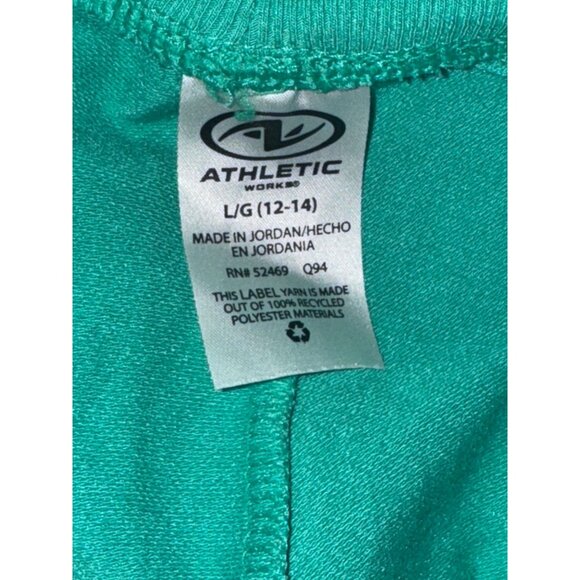 ATHLETIC
WORKS®
L/G (12-14)
MADE IN JORDAN/HECHO
EN JORDANIA
RN# 52469 Q94
THIS LABEL YARN IS MADE
OUT OF 100% RECYCLED
POLYESTER MATERIALS